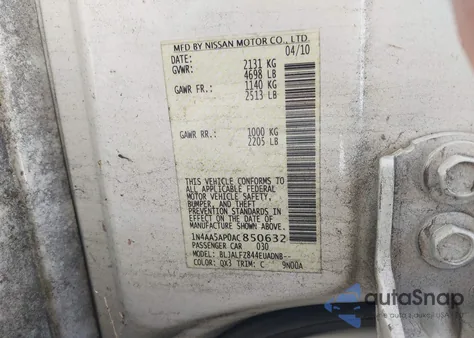 MFD BY NISSAN MOTOR CO., LTD.
DATE: 04/10
GVWR: 2131 KG
4698 LB
GAWR FR: 1140 KG
2513 LB
GAWR RR: 1000 KG
2205 LB
THIS VEHICLE CONFORMS TO
ALL APPLICABLE FEDERAL
MOTOR VEHICLE SAFETY,
BUMPER, AND THEFT
PREVENTION STANDARDS IN
EFFECT ON THE DATE OF
MANUFACTURE SHOWN ABOVE
1N4AA5AP0AC850632
PASSENGER CAR 030
MODEL: BLJALFZ844EUADNB--
COLOR: QX3 TRIM: C 9N00A
autoSnap